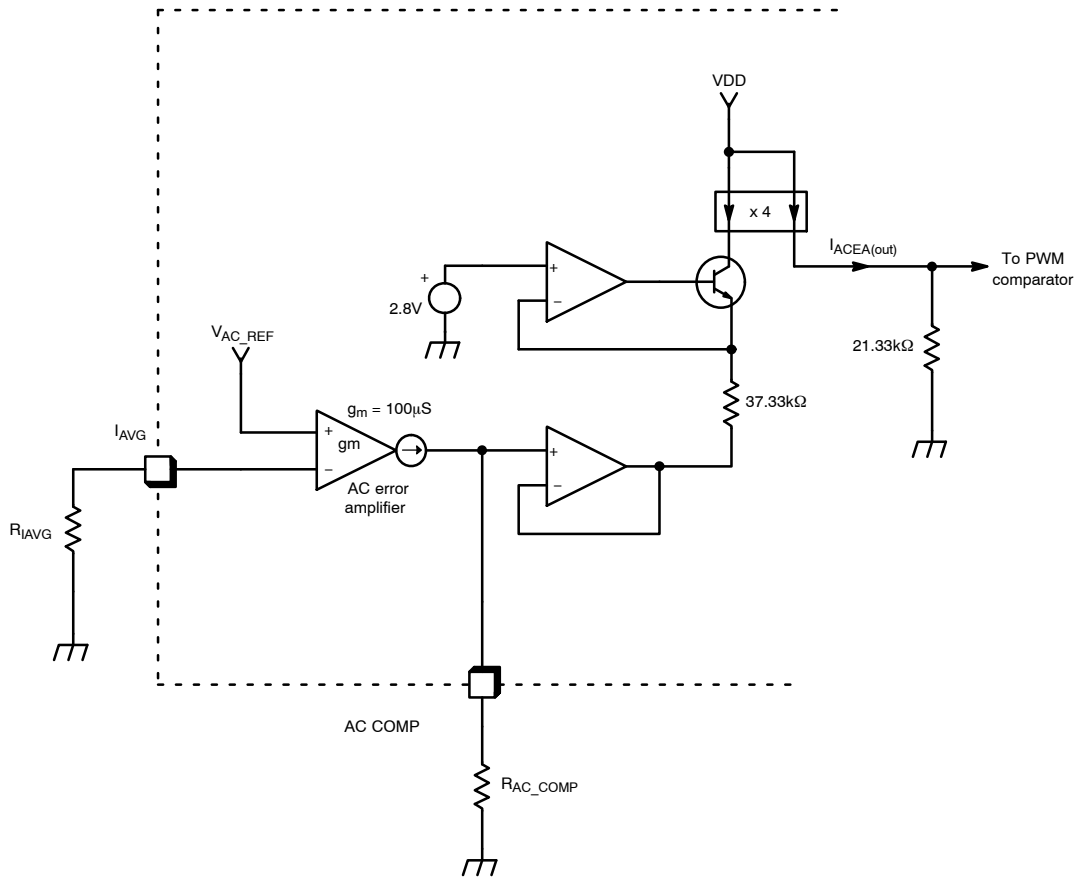 VDD
x 4
I_ACEA(out)
To PWM
comparator
+
+
−
2.8V
21.33kΩ
V_AC_REF
37.33kΩ
g_m = 100μS
I_AVG
+
gm
−
+
−
AC error
amplifier
R_IAVG
AC COMP
R_AC_COMP